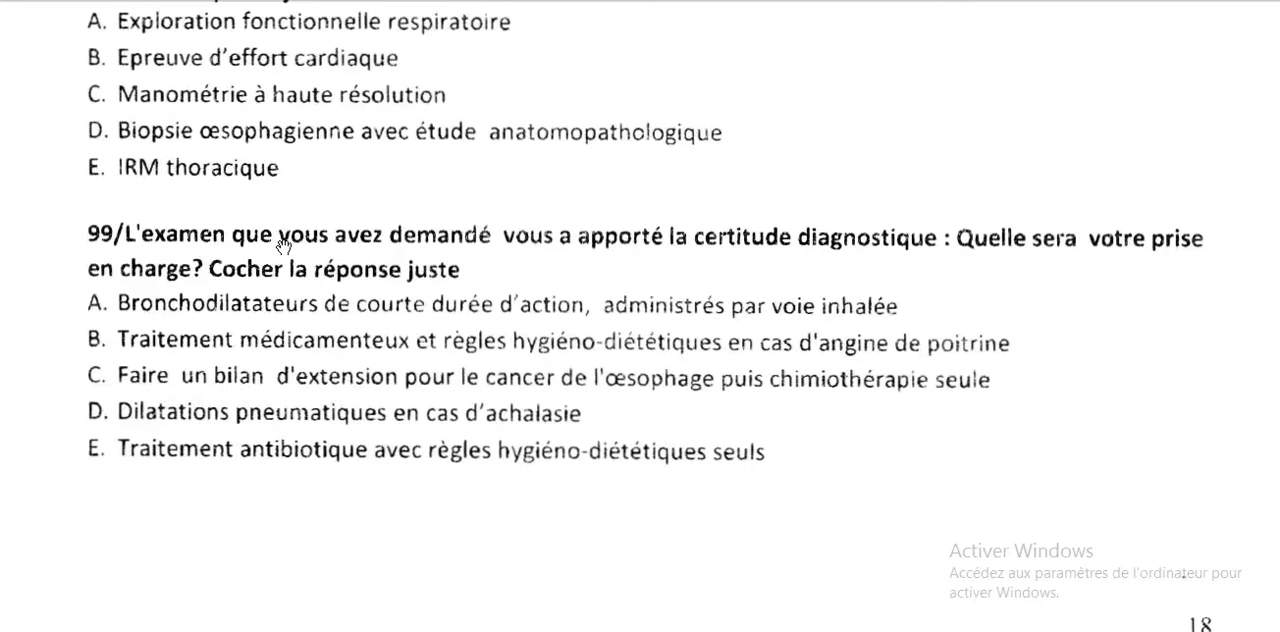 A. Exploration fonctionnelle respiratoire
B. Epreuve d'effort cardiaque
C. Manométrie à haute résolution
D. Biopsie œsophagienne avec étude anatomopathologique
E. IRM thoracique
99/L'examen que vous avez demandé vous a apporté la certitude diagnostique : Quelle sera votre prise
en charge? Cocher la réponse juste
A. Bronchodilatateurs de courte durée d'action, administrés par voie inhalée
B. Traitement médicamenteux et règles hygiéno-diététiques en cas d'angine de poitrine
C. Faire un bilan d'extension pour le cancer de l'œsophage puis chimiothérapie seule
D. Dilatations pneumatiques en cas d'achalasie
E. Traitement antibiotique avec règles hygiéno-diététiques seuls
Activer Windows
Accédez aux paramètres de l'ordinateur pour
activer Windows.
18